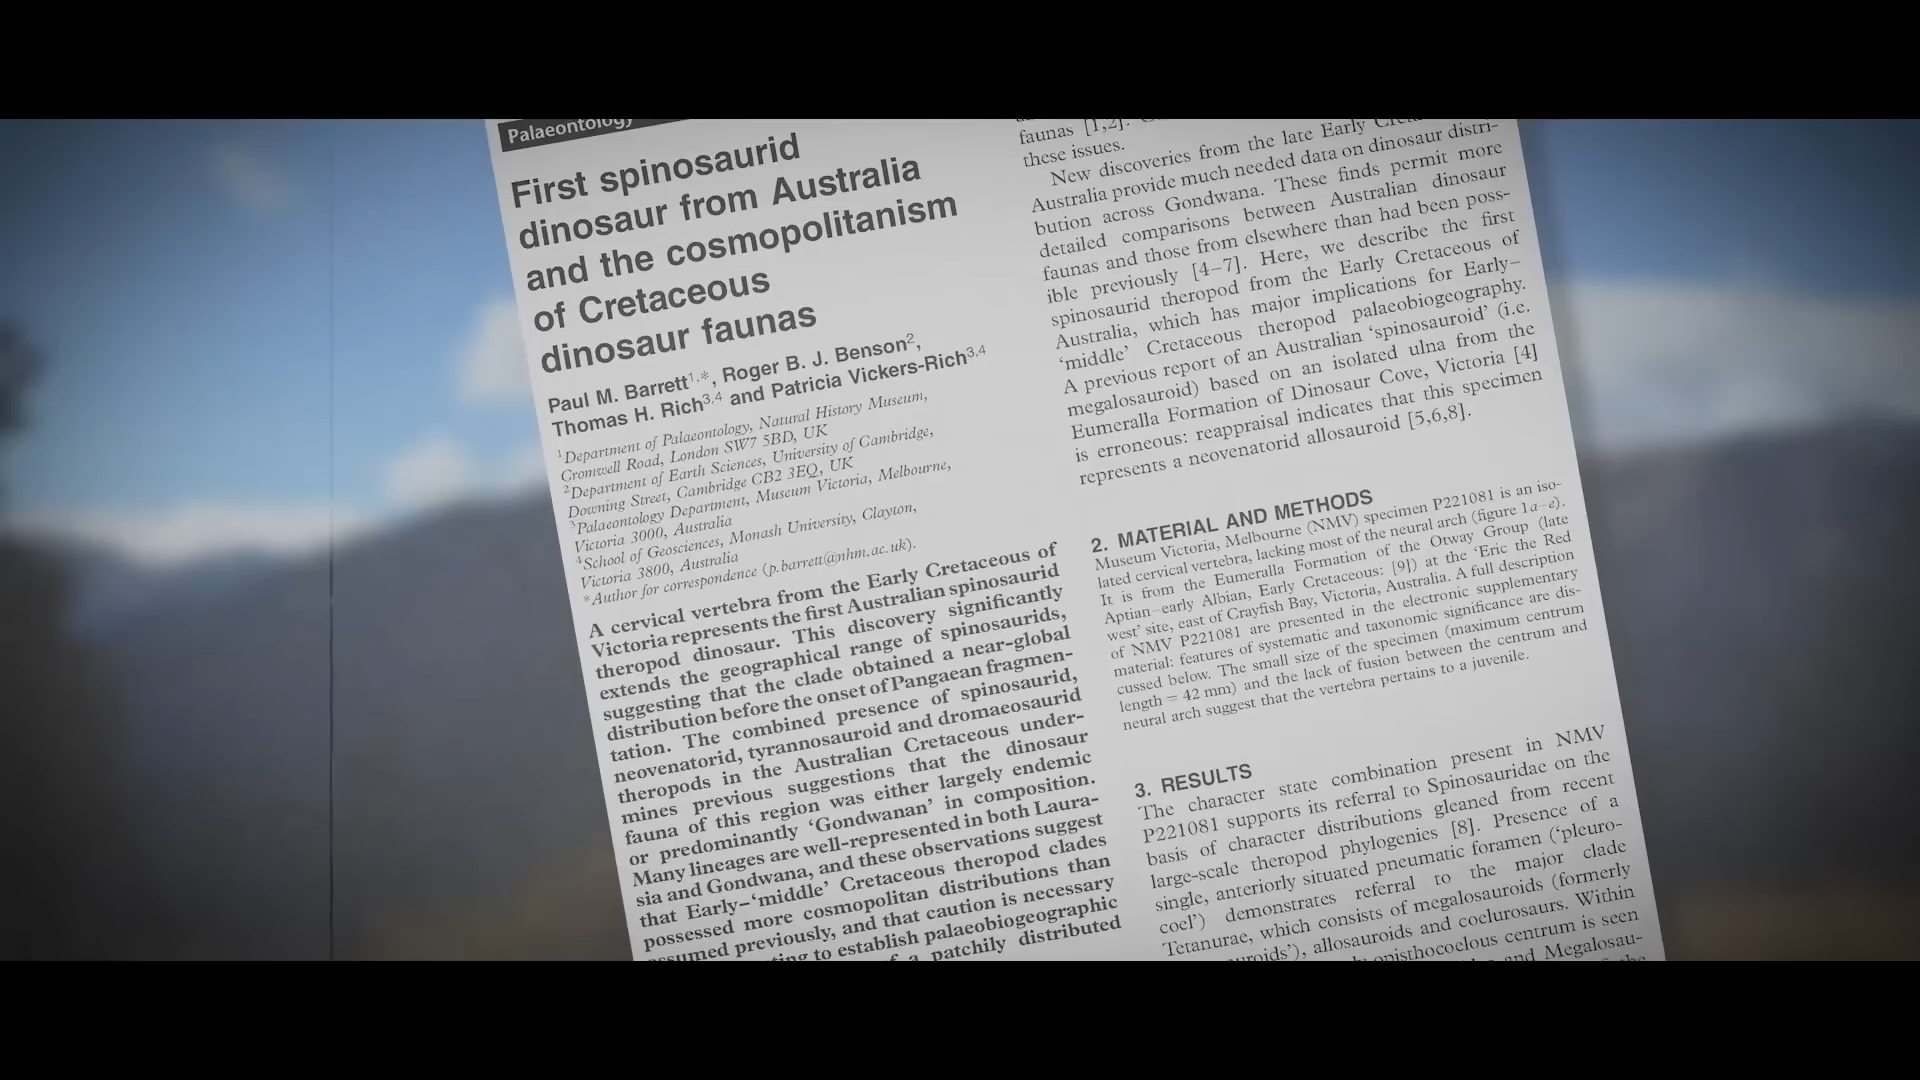 Palaeontology
First spinosaurid
dinosaur from Australia
and the cosmopolitanism
of Cretaceous
dinosaur faunas
Paul M. Barrett1,*, Roger B. J. Benson2,
Thomas H. Rich3,4 and Patricia Vickers-Rich3,4
1Department of Palaeontology, Natural History Museum,
Cromwell Road, London SW7 5BD, UK
2Department of Earth Sciences, University of Cambridge,
Downing Street, Cambridge CB2 3EQ, UK
3Palaeontology Department, Museum Victoria, Melbourne,
Victoria 3000, Australia
4School of Geosciences, Monash University, Clayton,
Victoria 3800, Australia
*Author for correspondence (p.barrett@nhm.ac.uk).
A cervical vertebra from the Early Cretaceous of
Victoria represents the first Australian spinosaurid
theropod dinosaur. This discovery significantly
extends the geographical range of spinosaurids,
suggesting that the clade obtained a near-global
distribution before the onset of Pangaean fragmen-
tation. The combined presence of spinosaurid,
neovenatorid, tyrannosauroid and dromaeosaurid
theropods in the Australian Cretaceous under-
mines previous suggestions that the dinosaur
fauna of this region was either largely endemic
or predominantly ‘Gondwanan’ in composition.
Many lineages are well-represented in both Laura-
sia and Gondwana, and these observations suggest
that Early–‘middle’ Cretaceous theropod clades
possessed more cosmopolitan distributions than
assumed previously, and that caution is necessary
to establish palaeobiogeographic
a patchily distributed
faunas [1,2].
these issues.
New discoveries from the late Early
Australia provide much needed data on dinosaur distri-
bution across Gondwana. These finds permit more
detailed comparisons between Australian dinosaur
faunas and those from elsewhere than had been poss-
ible previously [4–7]. Here, we describe the first
spinosaurid theropod from the Early Cretaceous of
Australia, which has major implications for Early–
‘middle’ Cretaceous theropod palaeobiogeography.
A previous report of an Australian ‘spinosauroid’ (i.e.
megalosauroid) based on an isolated ulna from the
Eumeralla Formation of Dinosaur Cove, Victoria [4]
is erroneous: reappraisal indicates that this specimen
represents a neovenatorid allosauroid [5,6,8].
2. MATERIAL AND METHODS
Museum Victoria, Melbourne (NMV) specimen P221081 is an iso-
lated cervical vertebra, lacking most of the neural arch (figure 1a–e).
It is from the Eumeralla Formation of the Otway Group (late
Aptian–early Albian, Early Cretaceous: [9]) at the ‘Eric the Red
west’ site, east of Crayfish Bay, Victoria, Australia. A full description
of NMV P221081 are presented in the electronic supplementary
material: features of systematic and taxonomic significance are dis-
cussed below. The small size of the specimen (maximum centrum
length = 42 mm) and the lack of fusion between the centrum and
neural arch suggest that the vertebra pertains to a juvenile.
3. RESULTS
The character state combination present in NMV
P221081 supports its referral to Spinosauridae on the
basis of character distributions gleaned from recent
large-scale theropod phylogenies [8]. Presence of a
single, anteriorly situated pneumatic foramen (‘pleuro-
coel’) demonstrates referral to the major clade
Tetanurae, which consists of megalosauroids (formerly
allosauroids and coelurosaurs. Within
opisthocoelous centrum is seen
and Megalosau-